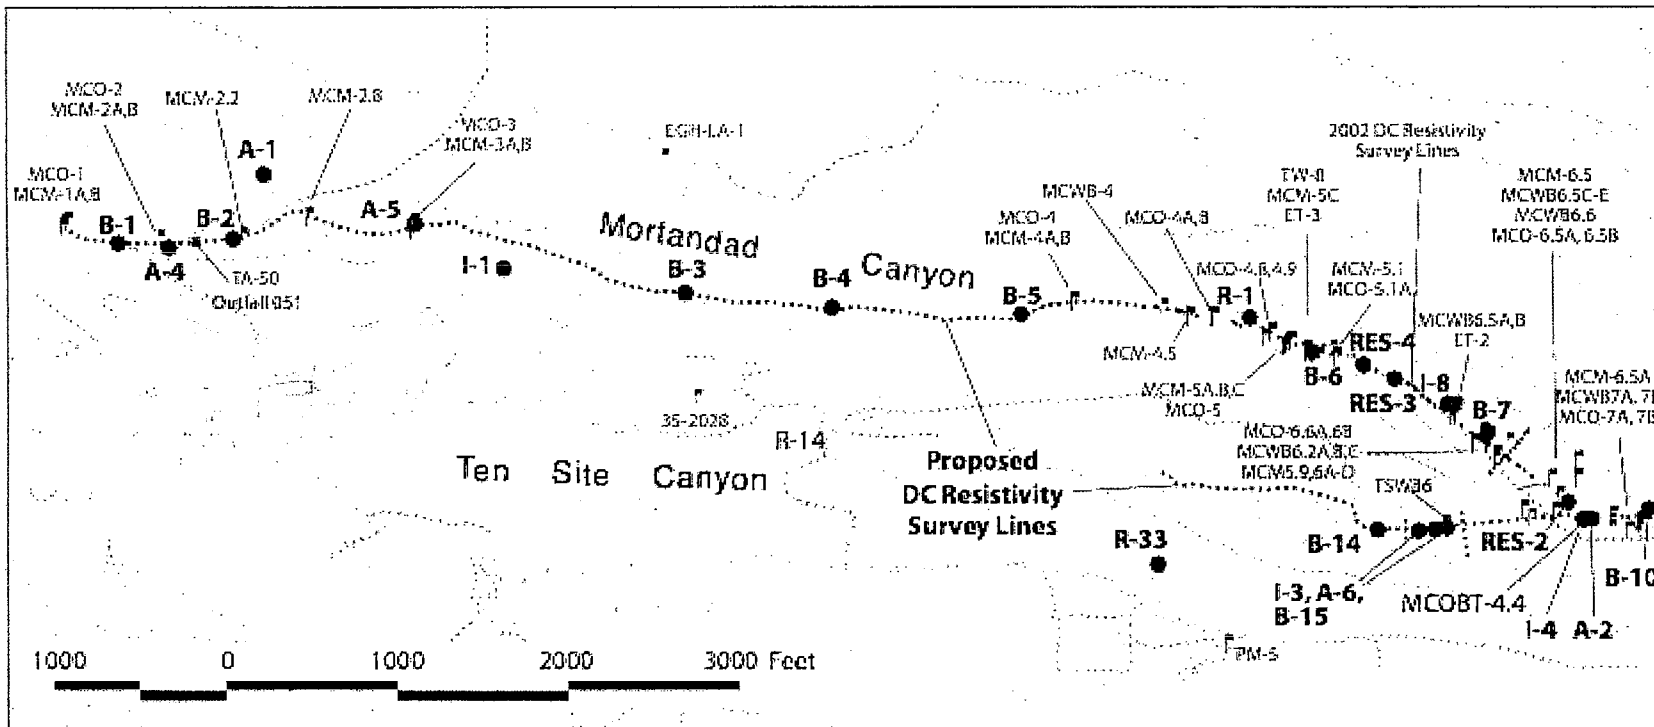 MCO-2
MCM-2A,B
MCM-2.2
MCM-2.8
A-1
MCO-3
MCM-3A,B
EGH-LA-1
2002 DC Resistivity
Survey Lines
MCO-1
MCM-1A,B
B-1
A-4
B-2
A-5
TA-50
Outfall 051
I-1
Mortandad
Canyon
B-3
B-4
B-5
MCO-4
MCM-4A,B
MCWB-4
MCO-4A,B
R-1
TW-8
MCM-5C
ET-3
MCM-5.1
MCO-5.1A
MCM-6.5
MCWB6.5C-E
MCWB6.6
MCO-6.5A, 6.5B
MCM-4.5
MCM-5A,B,C
MCO-5
B-6
RES-4
RES-3
MCWB6.5A,B
ET-2
I-8
B-7
MCM-6.5A
MCWB7A, 7B
MCO-7A, 7B
35-2028
R-14
Ten Site Canyon
Proposed
DC Resistivity
Survey Lines
MCO-6,6A,6B
MCWB6.2A,B,C
MCM5.9,6A-D
TSWB6
R-33
B-14
RES-2
I-3, A-6,
B-15
MCOBT-4.4
I-4
A-2
B-10
PM-5
1000 0 1000 2000 3000 Feet